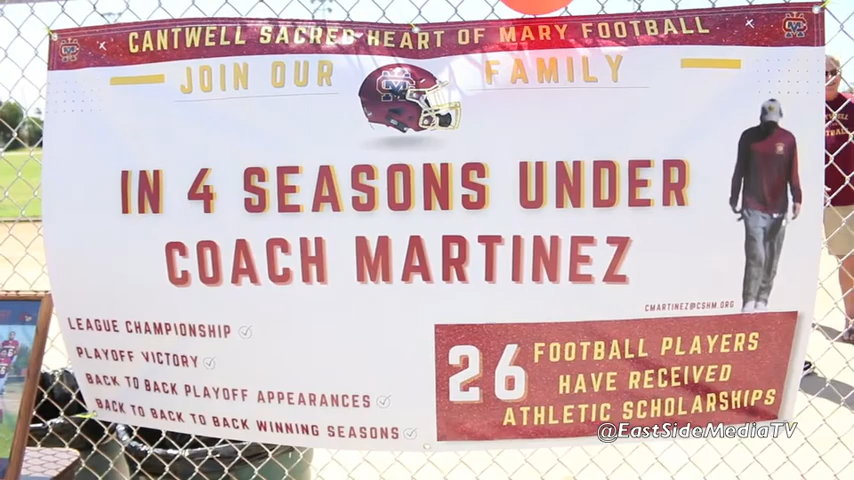 CANTWELL SACRED HEART OF MARY FOOTBALL
JOIN OUR FAMILY
IN 4 SEASONS UNDER
COACH MARTINEZ
CMARTINEZ@CSHM.ORG
LEAGUE CHAMPIONSHIP
PLAYOFF VICTORY
BACK TO BACK PLAYOFF APPEARANCES
BACK TO BACK TO BACK WINNING SEASONS
26 FOOTBALL PLAYERS
HAVE RECEIVED
ATHLETIC SCHOLARSHIPS
@EastSideMediaTV